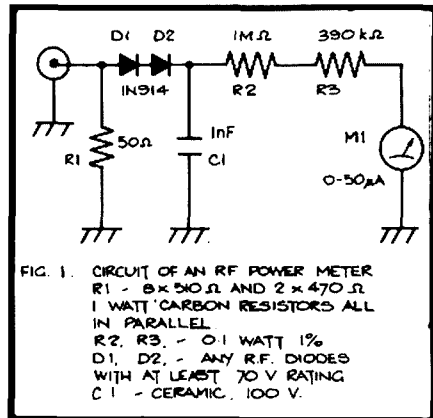 D1 D2
1N914
1MΩ
R2
390kΩ
R3
50Ω
R1
1nF
C1
M1
0-50μA
FIG. 1. CIRCUIT OF AN RF POWER METER
R1 - 8 x 510Ω AND 2 x 470Ω
1 WATT CARBON RESISTORS ALL
IN PARALLEL
R2, R3, - 0.1 WATT 1%
D1, D2, - ANY R.F. DIODES
WITH AT LEAST 70 V RATING
C1 - CERAMIC, 100 V.